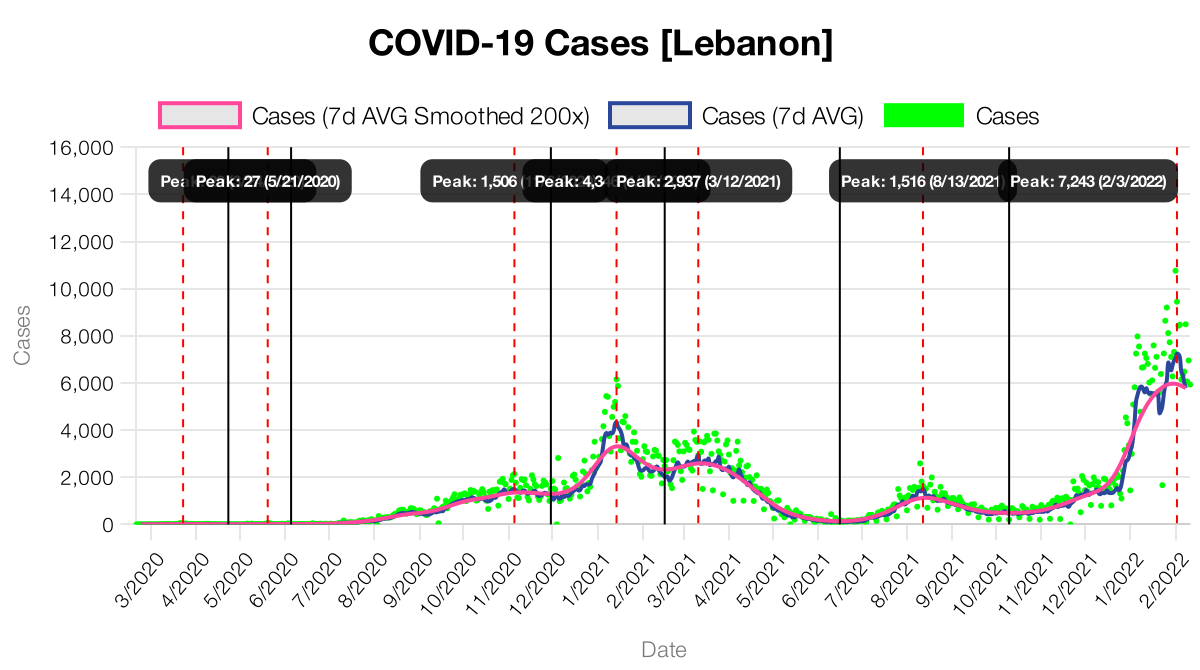 COVID-19 Cases [Lebanon]
Cases (7d AVG Smoothed 200x)
Cases (7d AVG)
Cases
16,000
14,000
12,000
10,000
8,000
6,000
4,000
2,000
0
Peak: 27 (5/21/2020)
Peak: 1,506
Peak:
Peak: 2,937 (3/12/2021)
Peak: 1,516 (8/13/2021)
Peak: 7,243 (2/3/2022)
Cases
3/2020
4/2020
5/2020
6/2020
7/2020
8/2020
9/2020
10/2020
11/2020
12/2020
1/2021
2/2021
3/2021
4/2021
5/2021
6/2021
7/2021
8/2021
9/2021
10/2021
11/2021
12/2021
1/2022
2/2022
Date